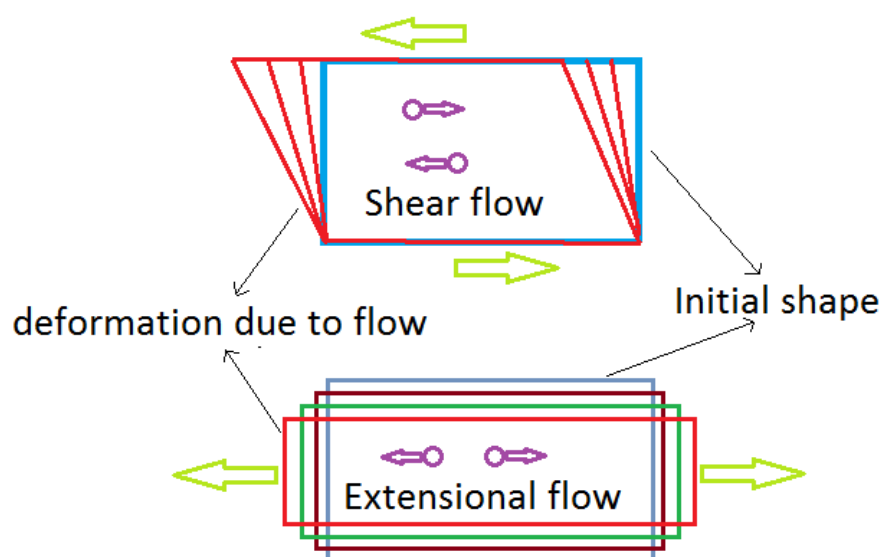 Shear flow
deformation due to flow
Initial shape
Extensional flow